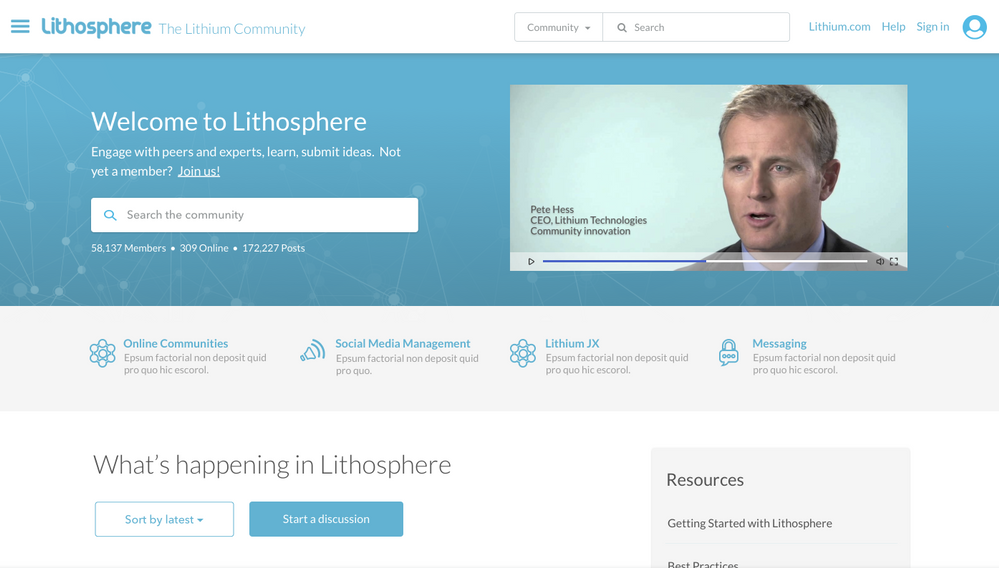 Lithosphere The Lithium Community
Community
Search
Lithium.com Help Sign in
Welcome to Lithosphere
Engage with peers and experts, learn, submit ideas. Not
yet a member? Join us!
Search the community
58,137 Members • 309 Online • 172,227 Posts
Pete Hess
CEO, Lithium Technologies
Community innovation
Online Communities
Epsum factorial non deposit quid
pro quo hic escorol.
Social Media Management
Epsum factorial non deposit quid
pro quo.
Lithium JX
Epsum factorial non deposit quid
pro quo hic escorol.
Messaging
Epsum factorial non deposit quid
pro quo hic escorol.
What's happening in Lithosphere
Sort by latest
Start a discussion
Resources
Getting Started with Lithosphere
Best Practices